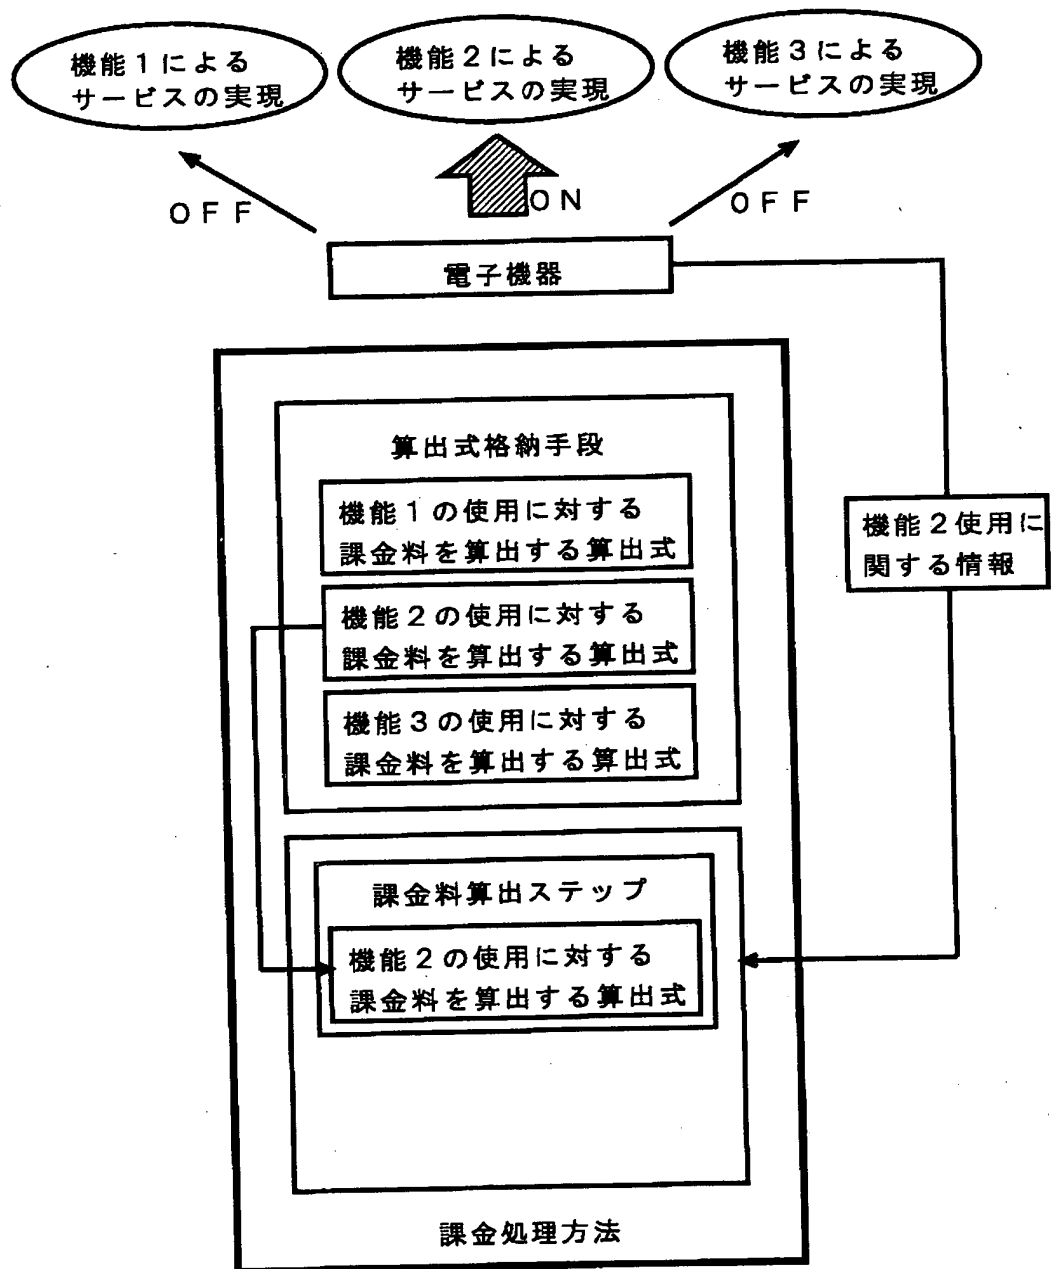 機能1による
サービスの実現
機能2による
サービスの実現
機能3による
サービスの実現
OFF
ON
OFF
電子機器
算出式格納手段
機能1の使用に対する
課金料を算出する算出式
機能2の使用に対する
課金料を算出する算出式
機能3の使用に対する
課金料を算出する算出式
機能2使用に
関する情報
課金料算出ステップ
機能2の使用に対する
課金料を算出する算出式
課金処理方法